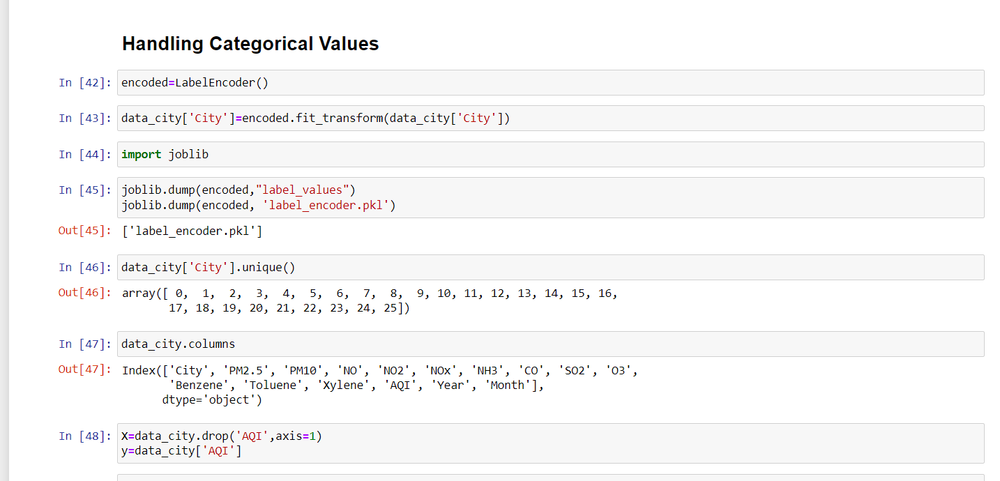 Handling Categorical Values
In [42]: encoded=LabelEncoder()
In [43]: data_city['City']=encoded.fit_transform(data_city['City'])
In [44]: import joblib
In [45]: joblib.dump(encoded,"label_values")
joblib.dump(encoded, 'label_encoder.pkl')
Out[45]: ['label_encoder.pkl']
In [46]: data_city['City'].unique()
Out[46]: array([ 0,  1,  2,  3,  4,  5,  6,  7,  8,  9, 10, 11, 12, 13, 14, 15, 16,
17, 18, 19, 20, 21, 22, 23, 24, 25])
In [47]: data_city.columns
Out[47]: Index(['City', 'PM2.5', 'PM10', 'NO', 'NO2', 'NOx', 'NH3', 'CO', 'SO2', 'O3',
'Benzene', 'Toluene', 'Xylene', 'AQI', 'Year', 'Month'],
dtype='object')
In [48]: X=data_city.drop('AQI',axis=1)
y=data_city['AQI']